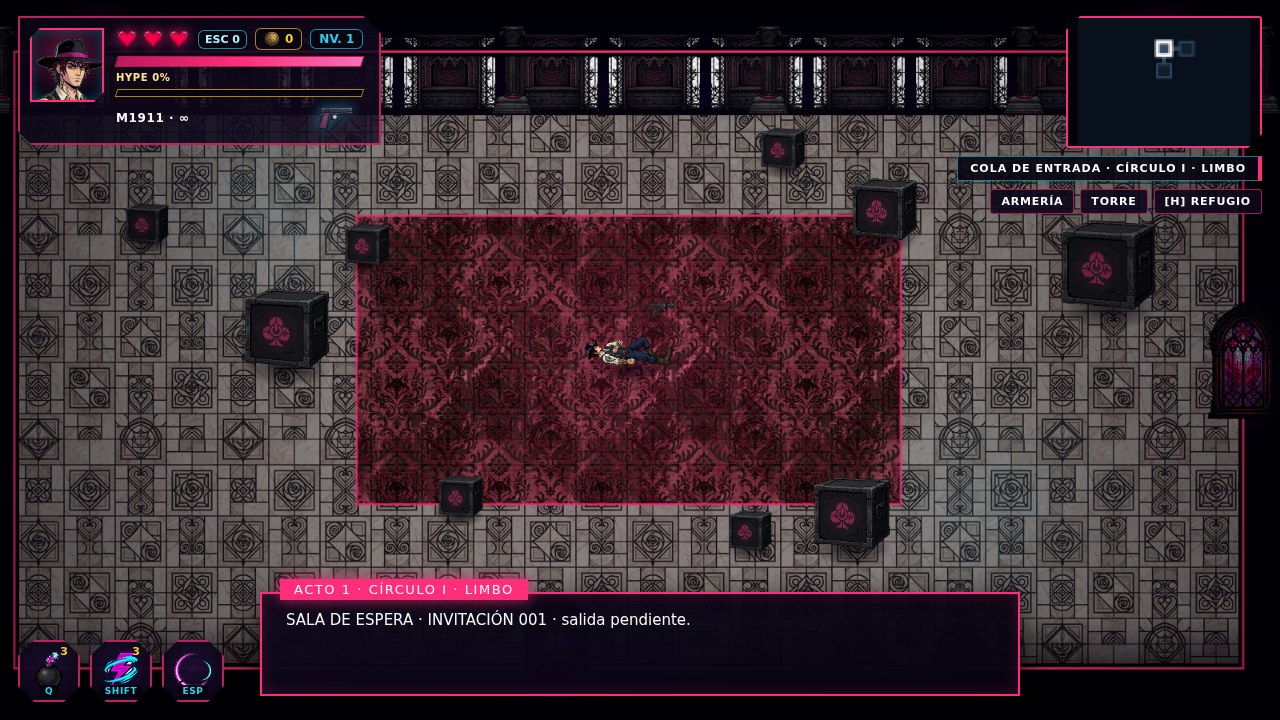 ESC 0
0
NV. 1
HYPE 0%
M1911 · ∞
COLA DE ENTRADA · CÍRCULO I · LIMBO
ARMERÍA
TORRE
[H] REFUGIO
ACTO 1 · CÍRCULO I · LIMBO
SALA DE ESPERA · INVITACIÓN 001 · salida pendiente.
3
Q
3
SHIFT
ESP